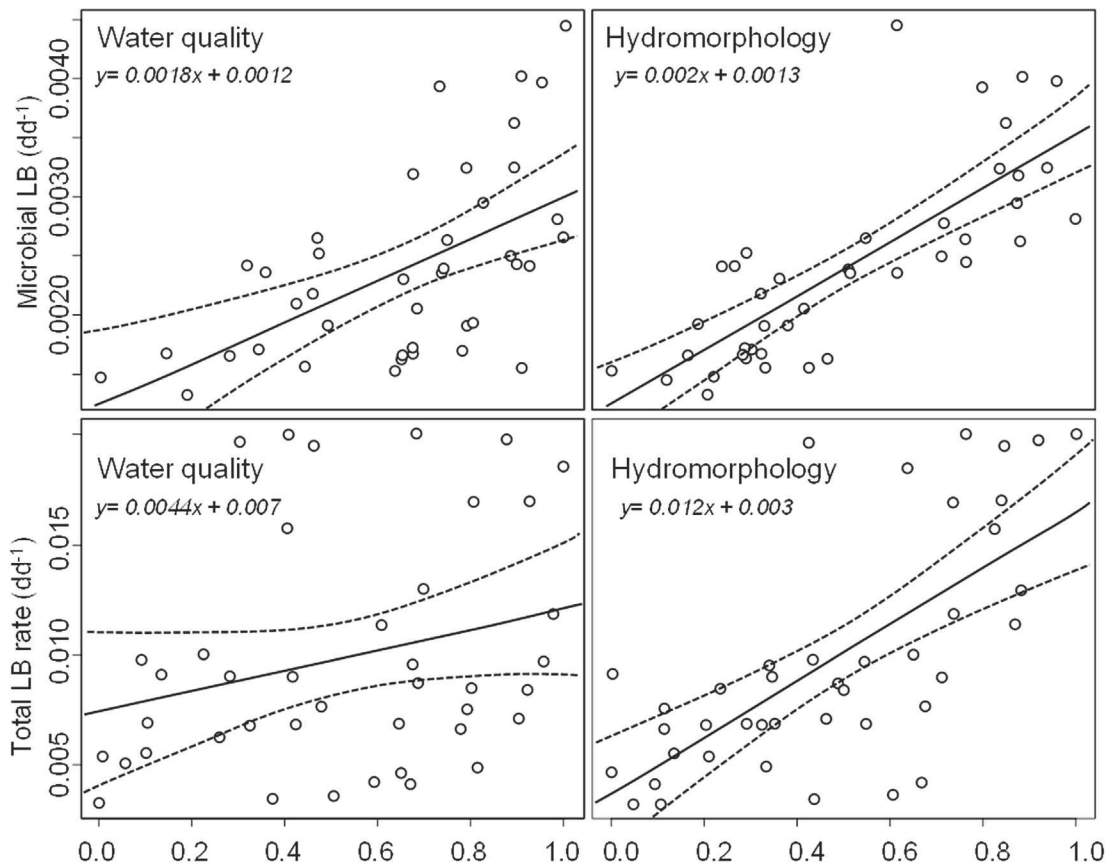 Water quality
y= 0.0018x + 0.0012
Hydromorphology
y= 0.002x + 0.0013
Microbial LB (dd-1)
0.0040
0.0030
0.0020
Water quality
y= 0.0044x + 0.007
Hydromorphology
y= 0.012x + 0.003
Total LB rate (dd-1)
0.015
0.010
0.005
0.0 0.2 0.4 0.6 0.8 1.0 0.0 0.2 0.4 0.6 0.8 1.0